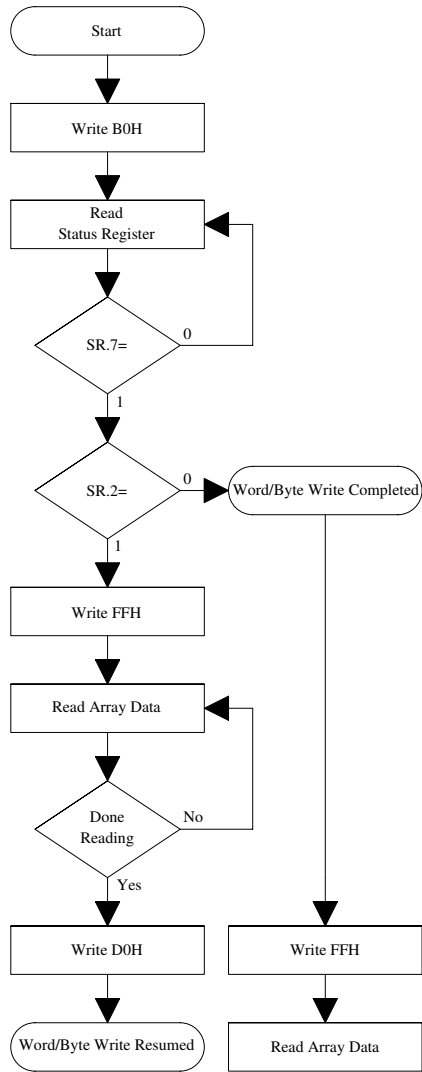 Start
Write B0H
Read
Status Register
SR.7=
0
1
SR.2=
0
Word/Byte Write Completed
1
Write FFH
Read Array Data
Done
Reading
No
Yes
Write D0H
Write FFH
Word/Byte Write Resumed
Read Array Data